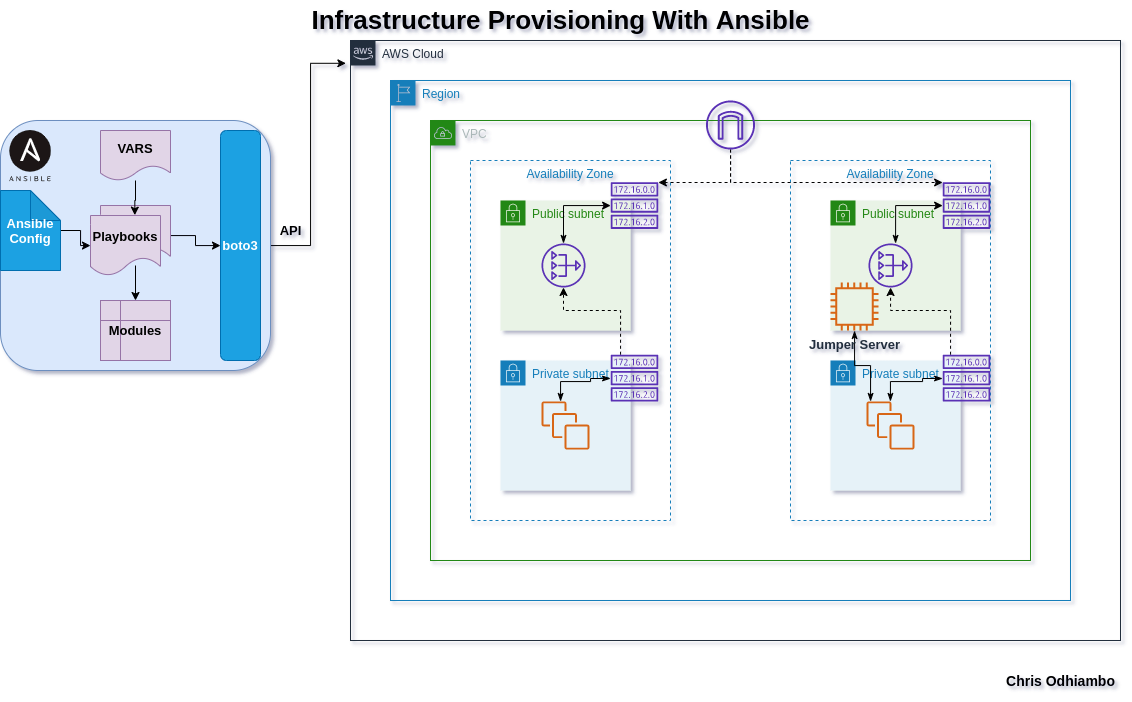 Infrastructure Provisioning With Ansible
aws
AWS Cloud
Region
VPC
ANSIBLE
VARS
Ansible
Config
Playbooks
boto3
API
Modules
Availability Zone
172.16.0.0
172.16.1.0
172.16.2.0
Public subnet
Private subnet
172.16.0.0
172.16.1.0
172.16.2.0
Availability Zone
172.16.0.0
172.16.1.0
172.16.2.0
Public subnet
Jumper Server
Private subnet
172.16.0.0
172.16.1.0
172.16.2.0
Chris Odhiambo